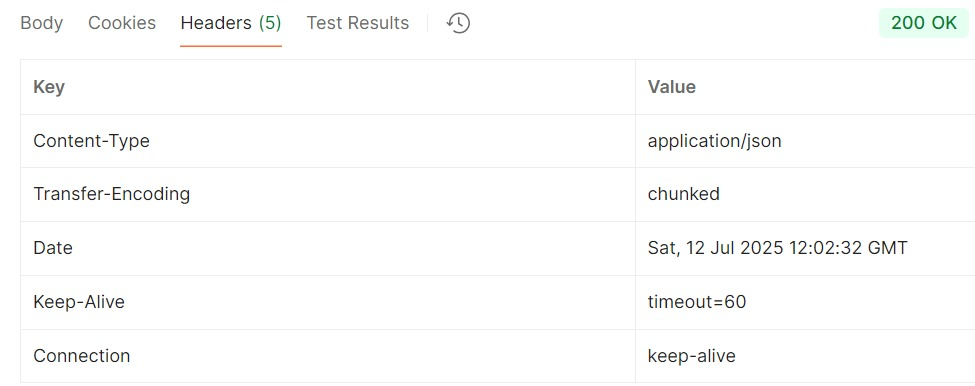 Body Cookies Headers (5) Test Results 200 OK
Key Value
Content-Type application/json
Transfer-Encoding chunked
Date Sat, 12 Jul 2025 12:02:32 GMT
Keep-Alive timeout=60
Connection keep-alive